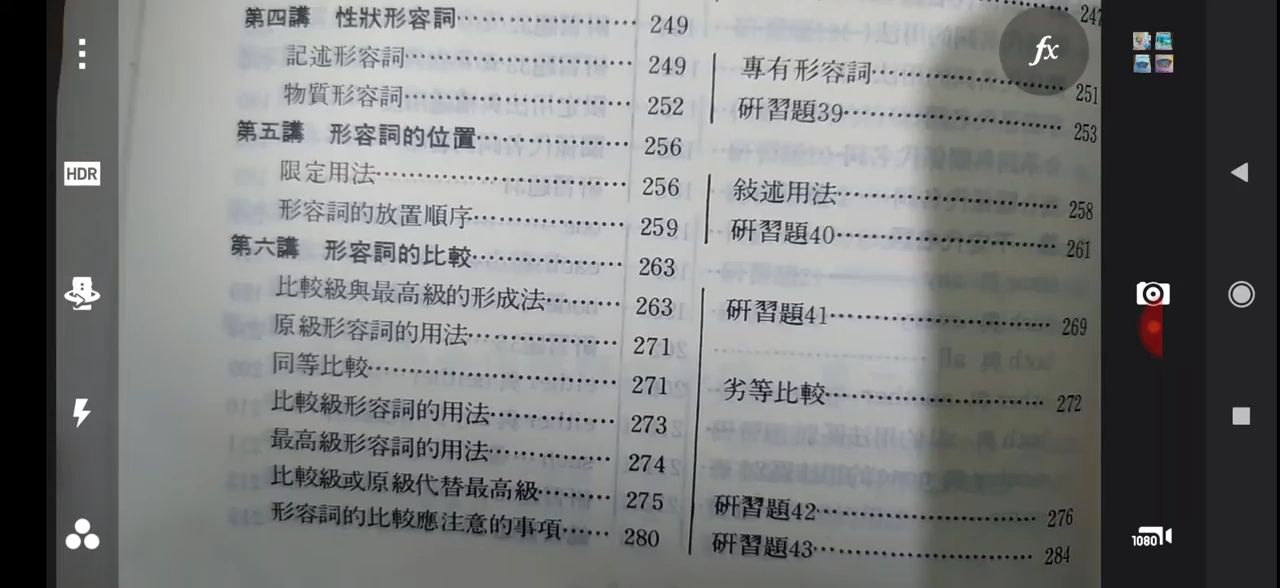 247
第四講 性狀形容詞 249
記述形容詞 249
專有形容詞 251
物質形容詞 252
研習題39 253
第五講 形容詞的位置 256
限定用法 256
敍述用法 258
形容詞的放置順序 259
研習題40 261
第六講 形容詞的比較 263
比較級與最高級的形成法 263
研習題41 269
原級形容詞的用法 271
同等比較 271
劣等比較 272
比較級形容詞的用法 273
最高級形容詞的用法 274
比較級或原級代替最高級 275
研習題42 276
形容詞的比較應注意的事項 280
研習題43 284
HDR
fx
1080